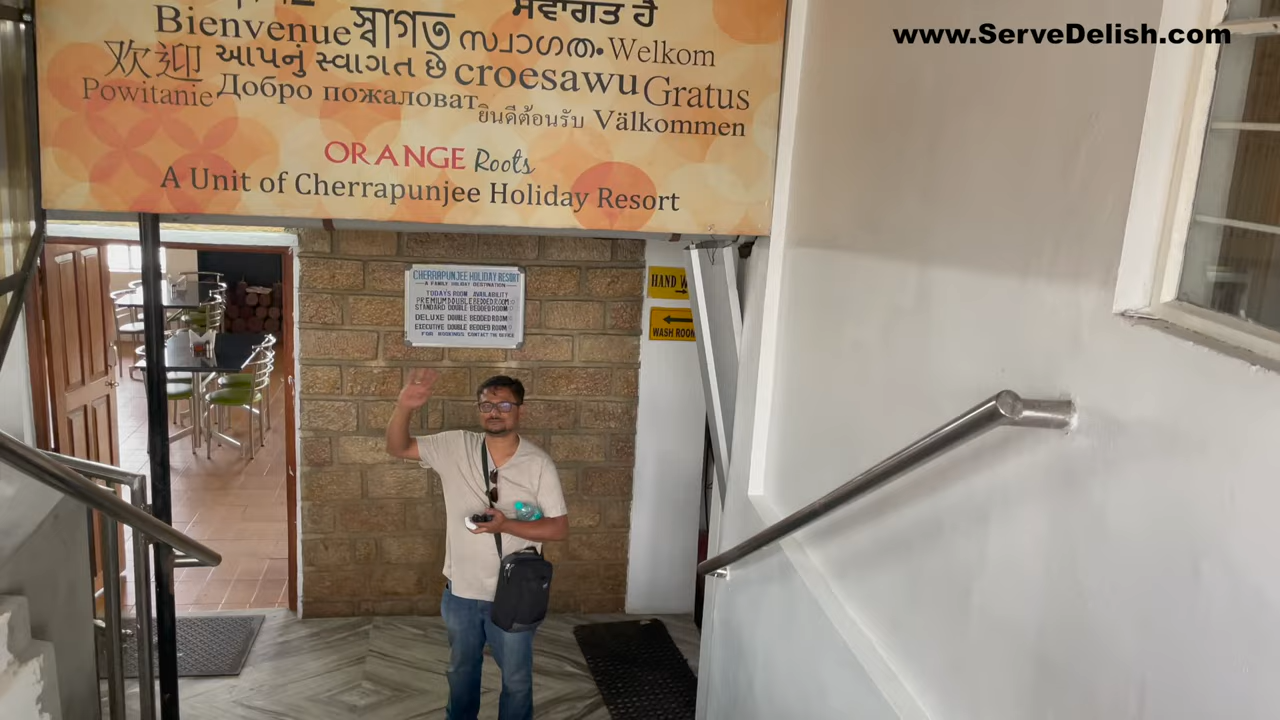 www.ServeDelish.com
ਸਵਾਗਤ ਹੈ
Bienvenue স্বাগত സ്വാഗതം Welkom
欢迎 આપનું સ્વાગત છે croesawu Gratus
Powitanie Добро пожаловат ยินดีต้อนรับ Välkommen
ORANGE Roots
A Unit of Cherrapunjee Holiday Resort
CHERRAPUNJEE HOLIDAY RESORT
A FAMILY HOLIDAY DESTINATION
TODAYS ROOM AVAILABILITY
PREMIUM DOUBLE BEDDED ROOM
STANDARD DOUBLE BEDDED ROOM
DELUXE DOUBLE BEDDED ROOM
EXECUTIVE DOUBLE BEDDED ROOM
FOR BOOKINGS CONTACT THE OFFICE
HAND
WASH ROOM